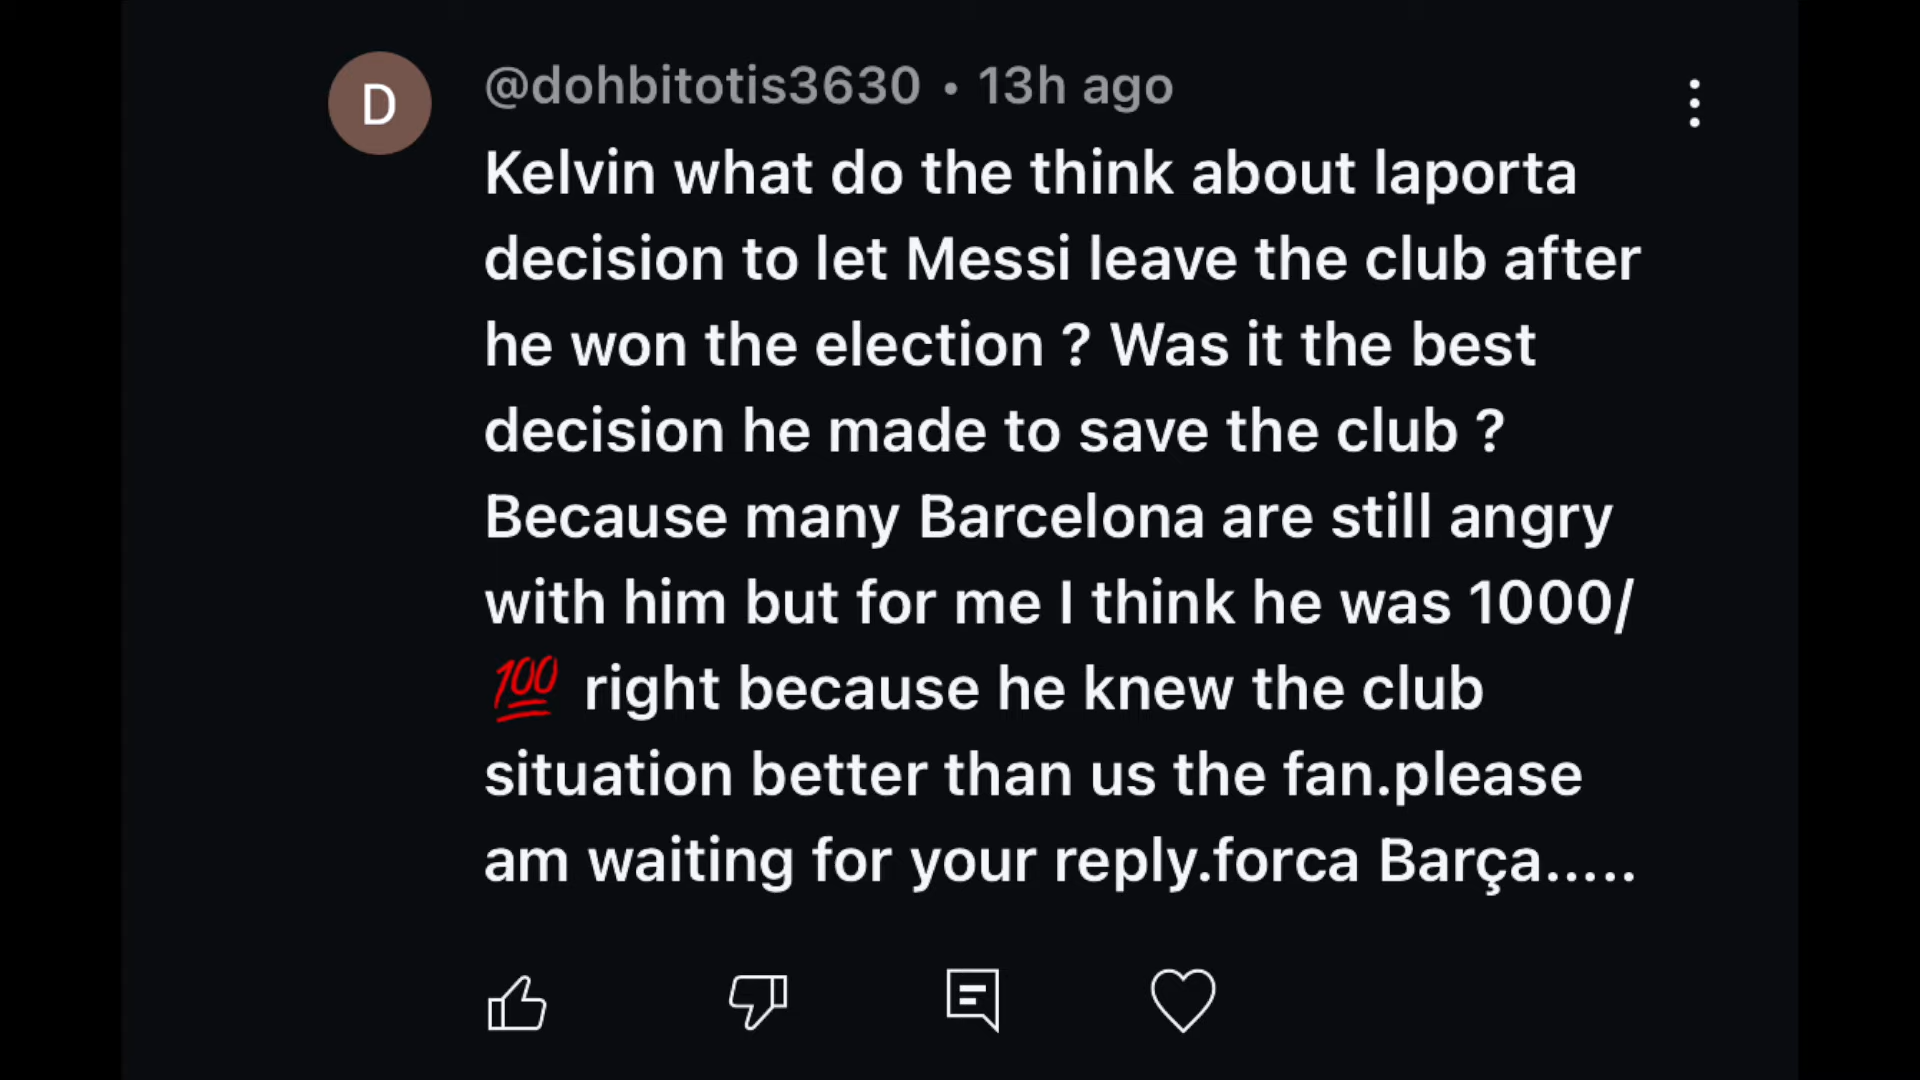 D
@dohbitotis3630 • 13h ago
Kelvin what do the think about laporta
decision to let Messi leave the club after
he won the election ? Was it the best
decision he made to save the club ?
Because many Barcelona are still angry
with him but for me I think he was 1000/
💯 right because he knew the club
situation better than us the fan.please
am waiting for your reply.forca Barça.....